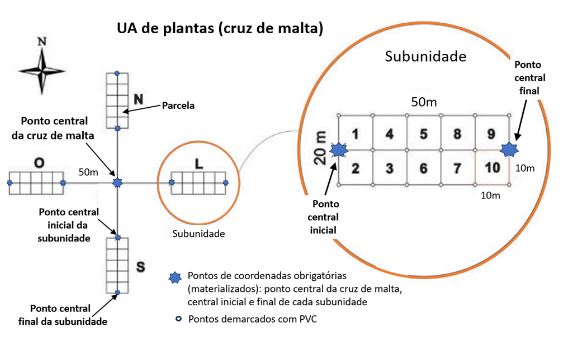 UA de plantas (cruz de malta)
N
Subunidade
Ponto
central
final
50m
N
Parcela
Ponto central
da cruz de malta
20 m
1 4 5 8 9
2 3 6 7 10
10m
10m
O
50m
L
Ponto
central
inicial
Ponto central
inicial da
subunidade
Subunidade
S
Ponto central
final da subunidade
Pontos de coordenadas obrigatórias
(materializados): ponto central da cruz de malta,
central inicial e final de cada subunidade
Pontos demarcados com PVC